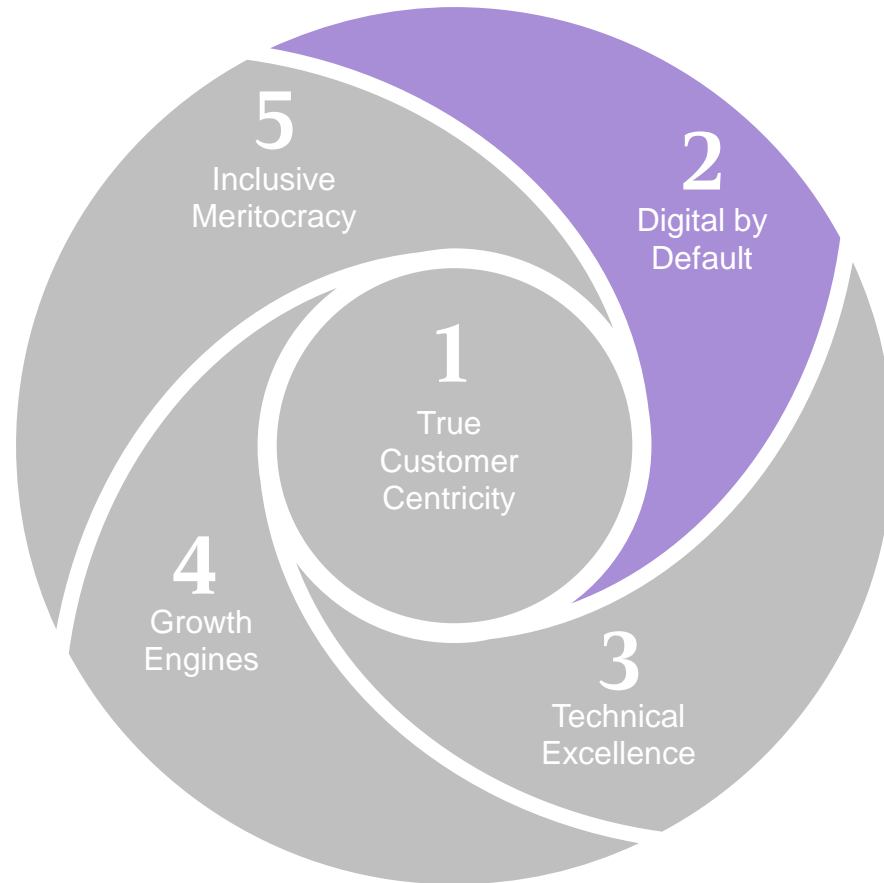 5
Inclusive
Meritocracy
2
Digital by
Default
1
True
Customer
Centricity
4
Growth
Engines
3
Technical
Excellence